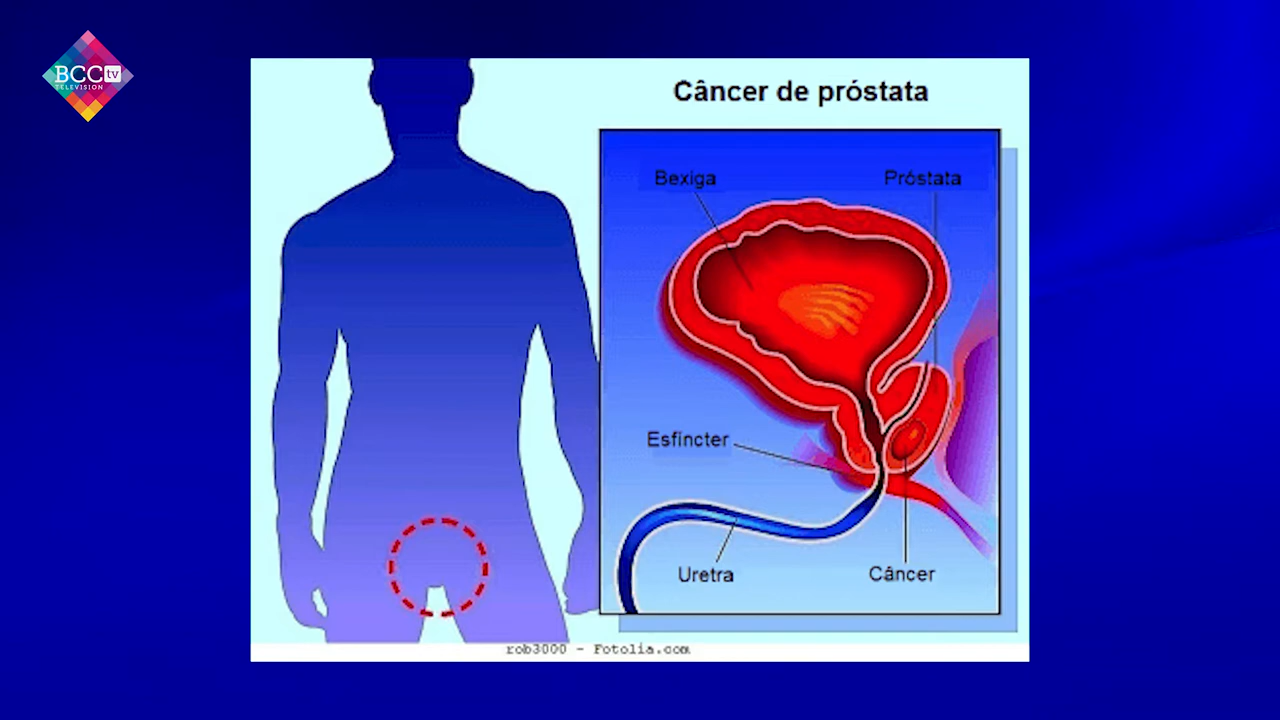 BCC tv
TELEVISION
Câncer de próstata
Bexiga
Próstata
Esfíncter
Uretra
Câncer
rob3000 - Fotolia.com